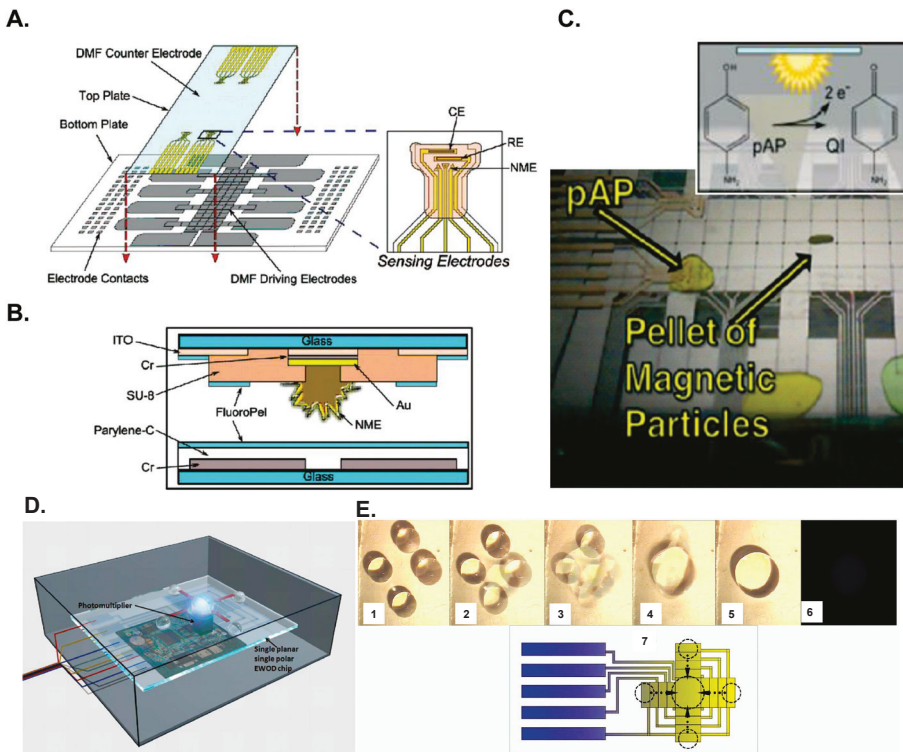 A.
DMF Counter Electrode
Top Plate
Bottom Plate
CE
RE
NME
Electrode Contacts
DMF Driving Electrodes
Sensing Electrodes
B.
ITO
Glass
Cr
SU-8
Au
FluoroPel
NME
Parylene-C
Cr
Glass
C.
OH
O
2 e⁻
pAP
QI
NH₂
NH₂
pAP
Pellet of
Magnetic
Particles
D.
Photomultiplier
Single planar
single polar
EWOD chip
E.
1
2
3
4
5
6
7